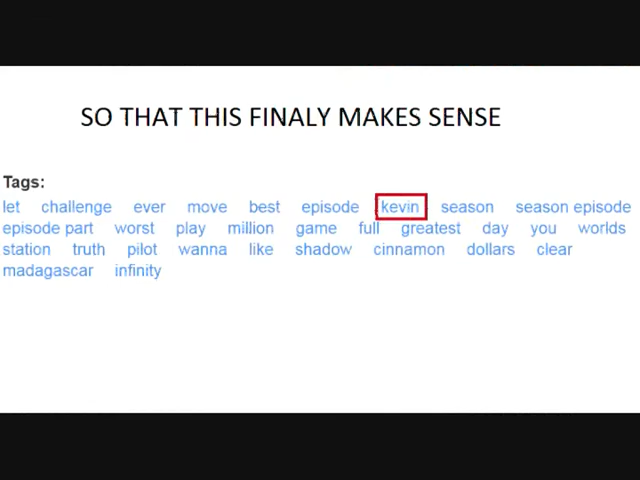 SO THAT THIS FINALY MAKES SENSE
Tags:
let challenge ever move best episode kevin season season episode
episode part worst play million game full greatest day you worlds
station truth pilot wanna like shadow cinnamon dollars clear
madagascar infinity